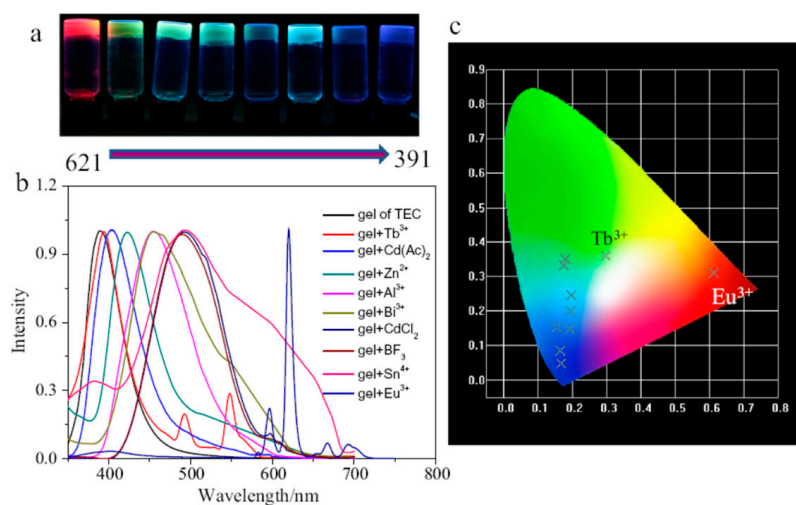 a
621
391
b
1.2
0.9
0.6
0.3
0.0
Intensity
gel of TEC
gel+Tb³⁺
gel+Cd(Ac)₂
gel+Zn²⁺
gel+Al³⁺
gel+Bi³⁺
gel+CdCl₂
gel+BF₃
gel+Sn⁴⁺
gel+Eu³⁺
400 500 600 700 800
Wavelength/nm
c
0.9
0.9
0.8
0.7
0.6
0.5
0.4
0.3
0.2
0.1
0.0
Tb³⁺
Eu³⁺
0.0 0.1 0.2 0.3 0.4 0.5 0.6 0.7 0.8